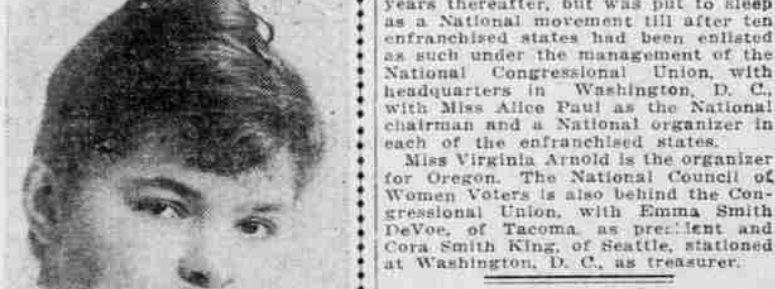 years thereafter, but was put to sleep
as a National movement till after ten
enfranchised states had been enlisted
as such under the management of the
National Congressional Union, with
headquarters in Washington, D. C.,
with Miss Alice Paul as the National
chairman and a National organizer in
each of the enfranchised states.
Miss Virginia Arnold is the organizer
for Oregon. The National Council of
Women Voters is also behind the Con-
gressional Union, with Emma Smith
DeVoe, of Tacoma, as president and
Cora Smith King, of Seattle, stationed
at Washington, D. C., as treasurer.